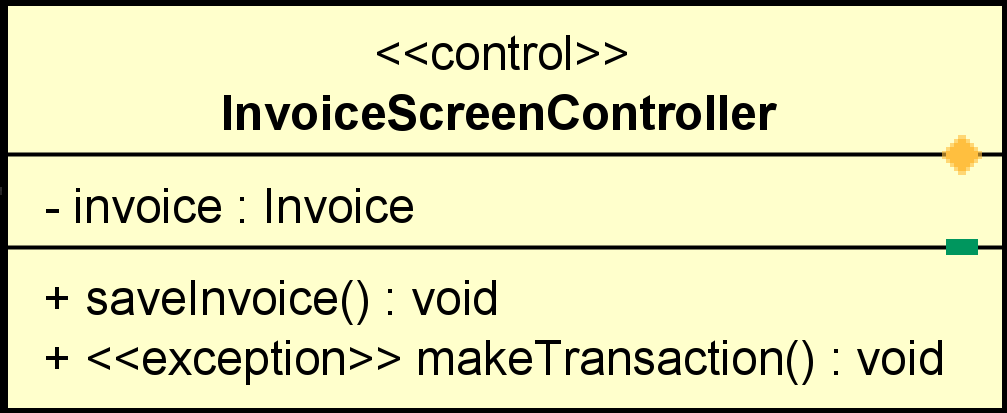 <<control>>
InvoiceScreenController
- invoice : Invoice
+ saveInvoice() : void
+ <<exception>> makeTransaction() : void